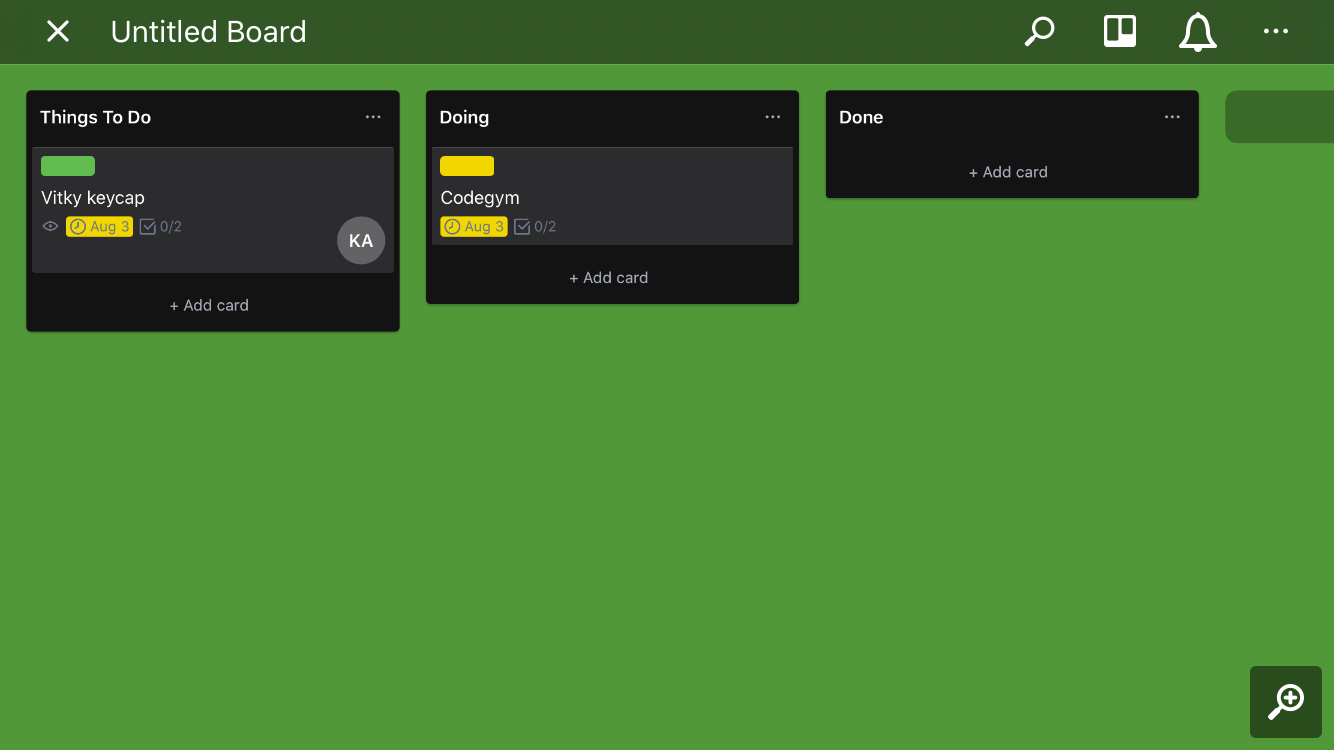 Untitled Board
Things To Do
Vitky keycap
Aug 3
0/2
KA
+ Add card
Doing
Codegym
Aug 3
0/2
+ Add card
Done
+ Add card